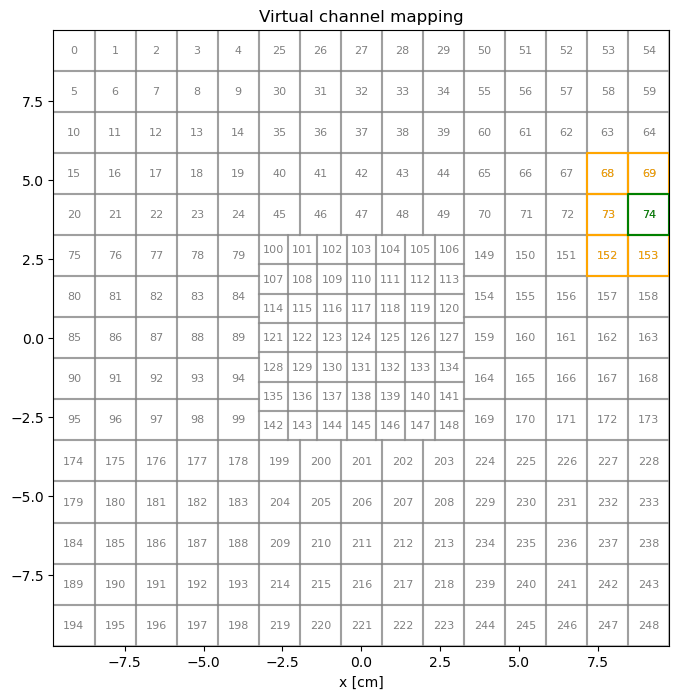 Virtual channel mapping
0 1 2 3 4 25 26 27 28 29 50 51 52 53 54
7.5 5 6 7 8 9 30 31 32 33 34 55 56 57 58 59
10 11 12 13 14 35 36 37 38 39 60 61 62 63 64
5.0 15 16 17 18 19 40 41 42 43 44 65 66 67 68 69
20 21 22 23 24 45 46 47 48 49 70 71 72 73 74
2.5 75 76 77 78 79 100 101 102 103 104 105 106 149 150 151 152 153
107 108 109 110 111 112 113
80 81 82 83 84 114 115 116 117 118 119 120 154 155 156 157 158
0.0 85 86 87 88 89 121 122 123 124 125 126 127 159 160 161 162 163
128 129 130 131 132 133 134
90 91 92 93 94 135 136 137 138 139 140 141 164 165 166 167 168
−2.5 95 96 97 98 99 142 143 144 145 146 147 148 169 170 171 172 173
174 175 176 177 178 199 200 201 202 203 224 225 226 227 228
−5.0 179 180 181 182 183 204 205 206 207 208 229 230 231 232 233
184 185 186 187 188 209 210 211 212 213 234 235 236 237 238
−7.5 189 190 191 192 193 214 215 216 217 218 239 240 241 242 243
194 195 196 197 198 219 220 221 222 223 244 245 246 247 248
−7.5 −5.0 −2.5 0.0 2.5 5.0 7.5
x [cm]